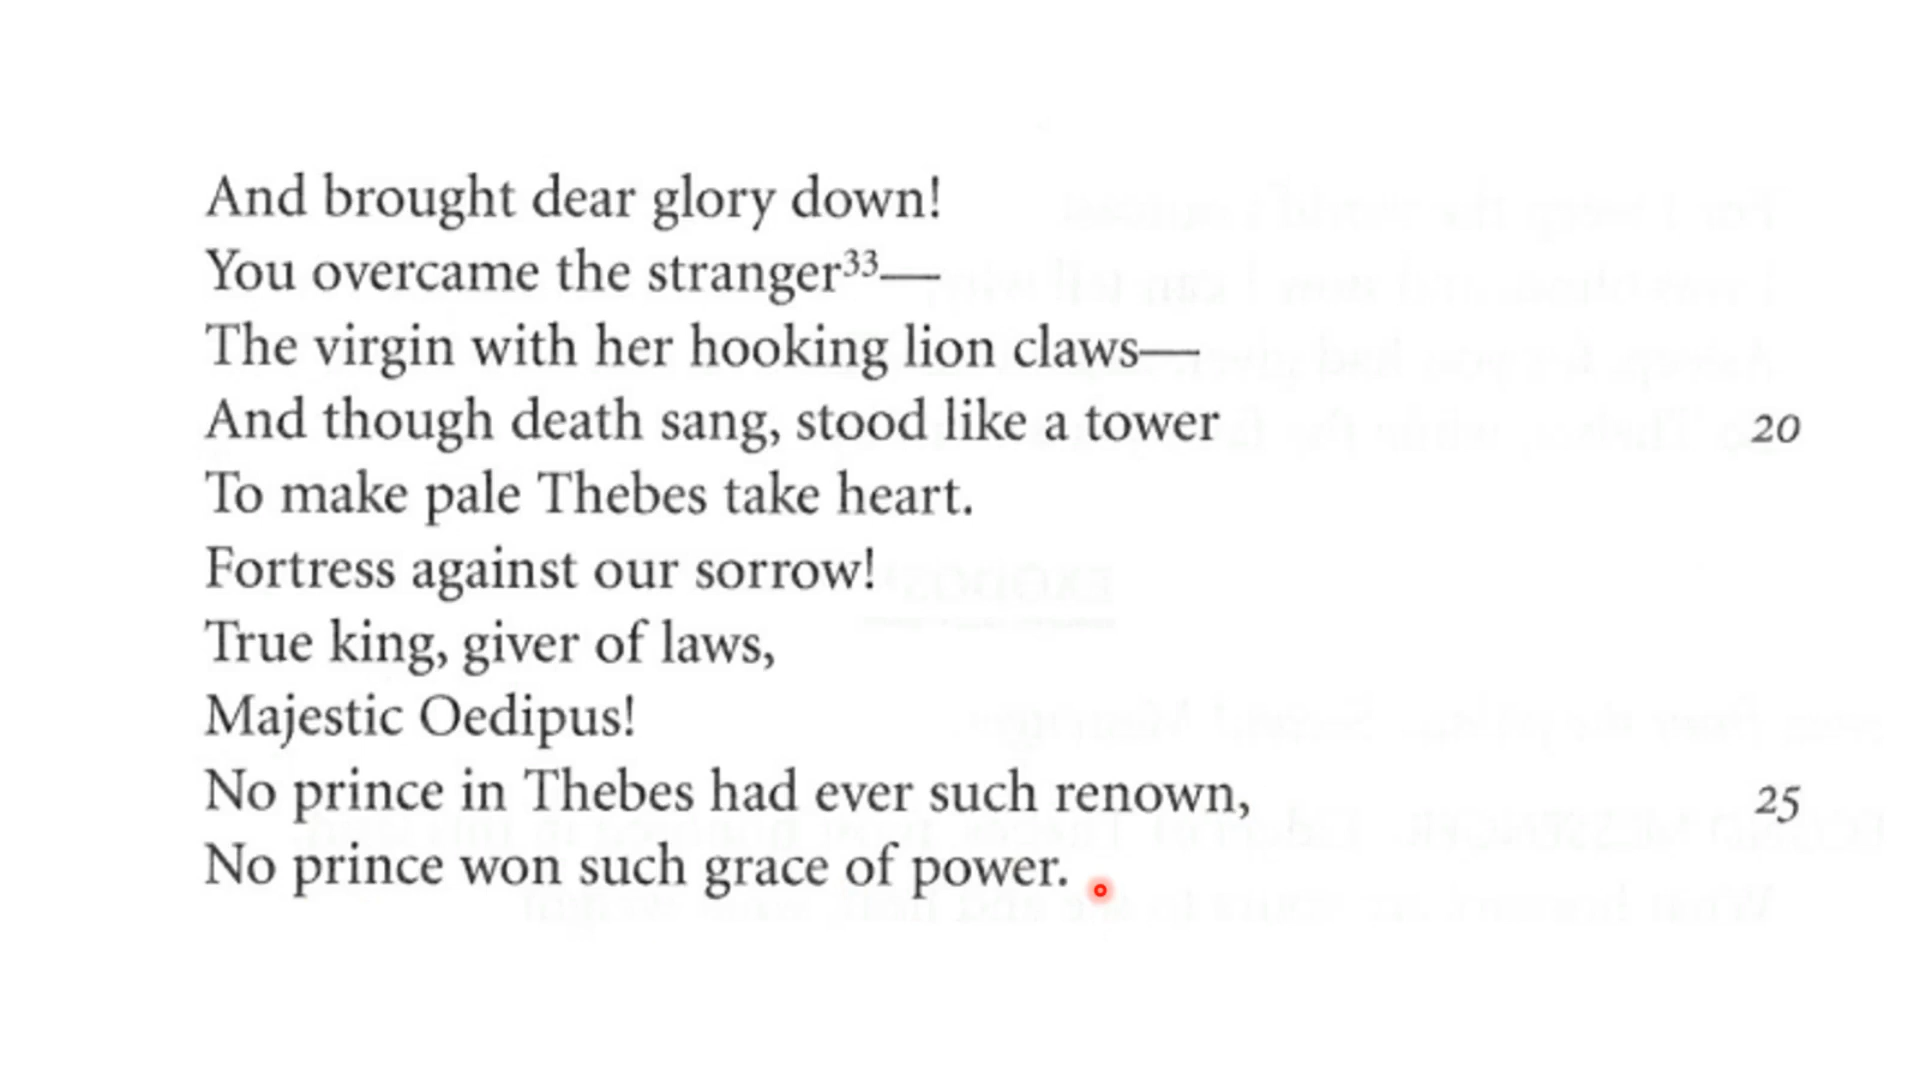 And brought dear glory down!
You overcame the stranger³³—
The virgin with her hooking lion claws—
And though death sang, stood like a tower 20
To make pale Thebes take heart.
Fortress against our sorrow!
True king, giver of laws,
Majestic Oedipus!
No prince in Thebes had ever such renown, 25
No prince won such grace of power.